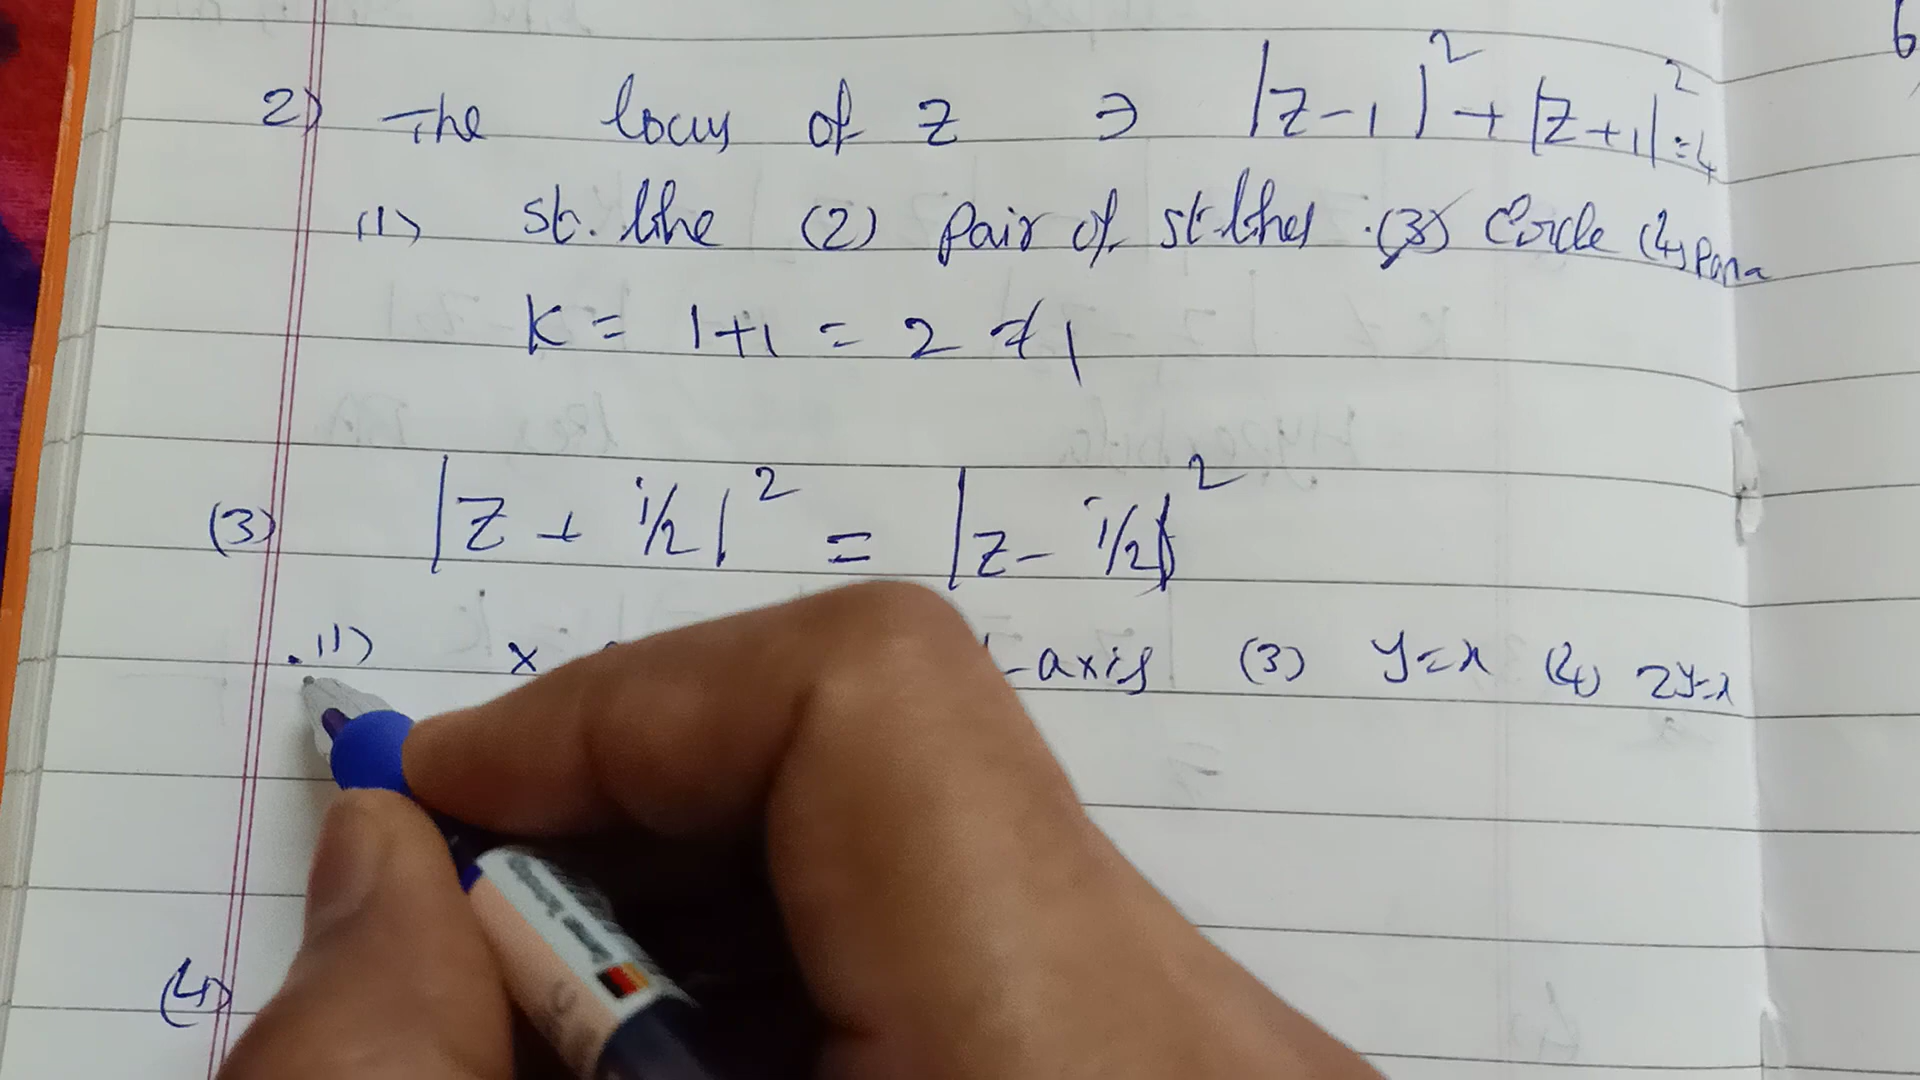 2) The locus of z ∋ |z-1|² + |z+1|² = 4
(1) st. line (2) Pair of st. lines (3) Circle (4) Para
K = 1+1 = 2 ≠ 1
(3) |z + i/2|² = |z - i/2|²
(1) x -axis (3) y=x (4) 2y=x
(4)